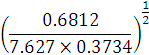 (0.6812 / (7.627 × 0.3734))^(1/2)